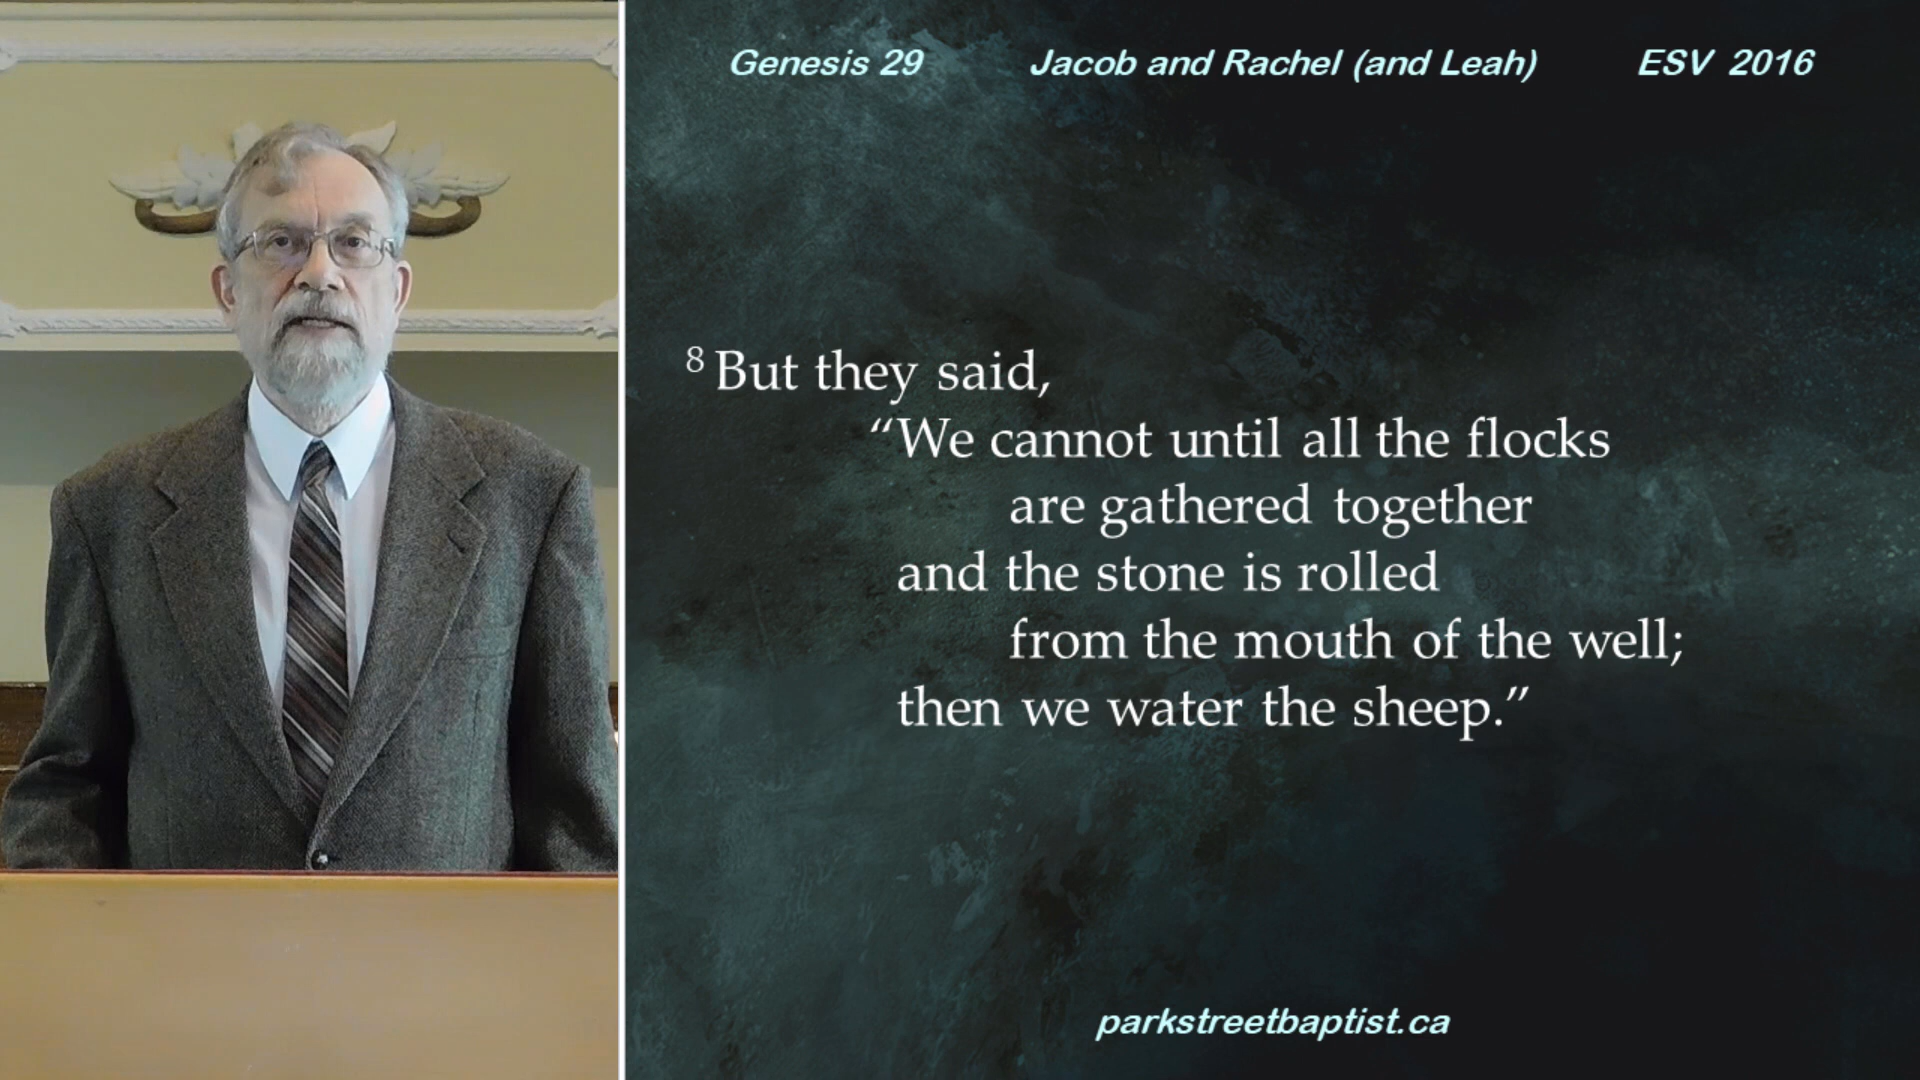 Genesis 29 Jacob and Rachel (and Leah) ESV 2016
8 But they said,
“We cannot until all the flocks
are gathered together
and the stone is rolled
from the mouth of the well;
then we water the sheep.”
parkstreetbaptist.ca